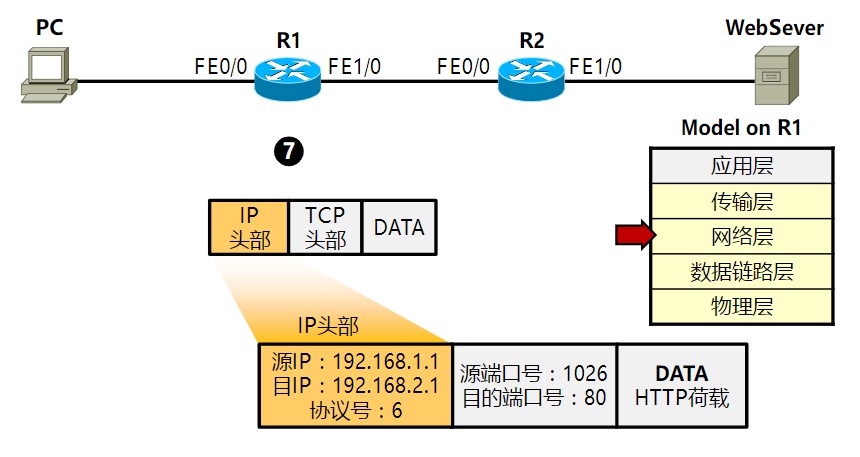 PC
R1
R2
WebSever
FE0/0
FE1/0
FE0/0
FE1/0
Model on R1
7
应用层
传输层
网络层
数据链路层
物理层
IP
头部
TCP
头部
DATA
IP头部
源IP：192.168.1.1
目IP：192.168.2.1
协议号：6
源端口号：1026
目的端口号：80
DATA
HTTP荷载